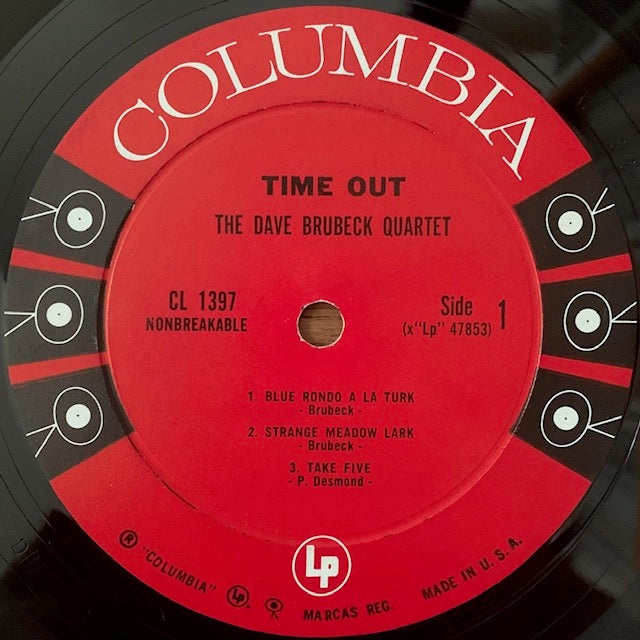 COLUMBIA
TIME OUT
THE DAVE BRUBECK QUARTET
CL 1397
NONBREAKABLE
Side 1
(x"Lp" 47853)
1. BLUE RONDO A LA TURK
- Brubeck -
2. STRANGE MEADOW LARK
- Brubeck -
3. TAKE FIVE
- P. Desmond -
Lp
® "COLUMBIA" Lp MARCAS REG. MADE IN U.S.A.